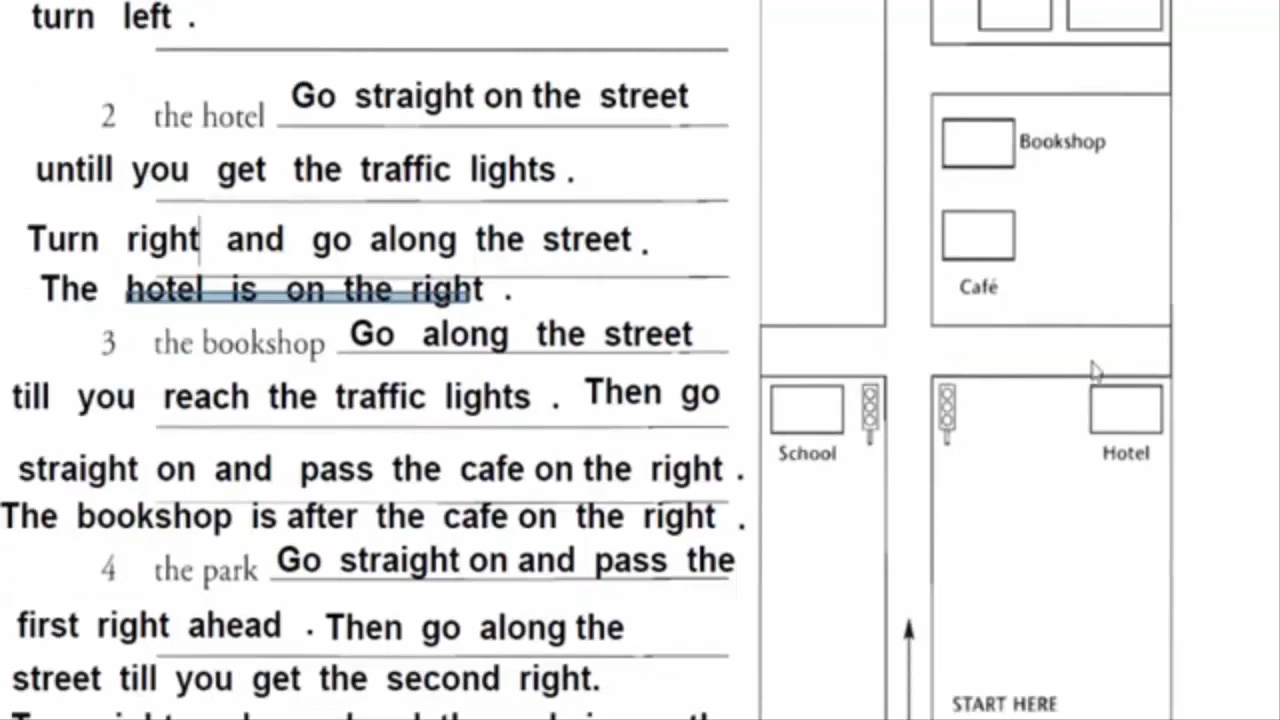 turn left .
2 the hotel Go straight on the street
untill you get the traffic lights .
Turn right and go along the street .
The hotel is on the right .
3 the bookshop Go along the street
till you reach the traffic lights . Then go
straight on and pass the cafe on the right .
The bookshop is after the cafe on the right .
4 the park Go straight on and pass the
first right ahead . Then go along the
street till you get the second right.
Bookshop
Café
School
Hotel
START HERE